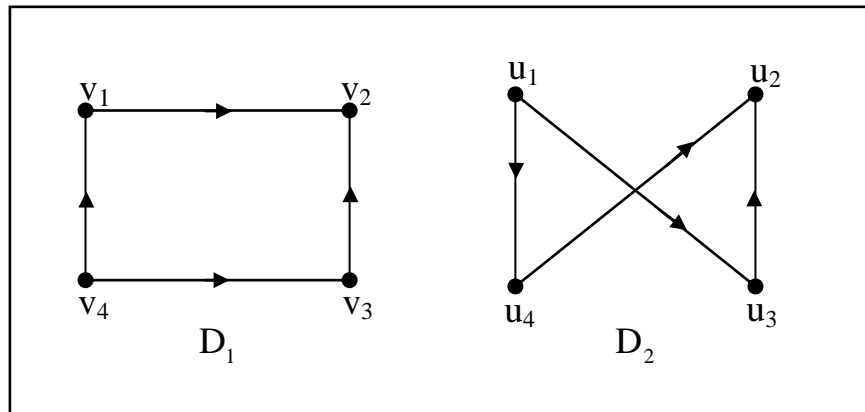 v₁ v₂
v₄ v₃
D₁
u₁ u₂
u₄ u₃
D₂